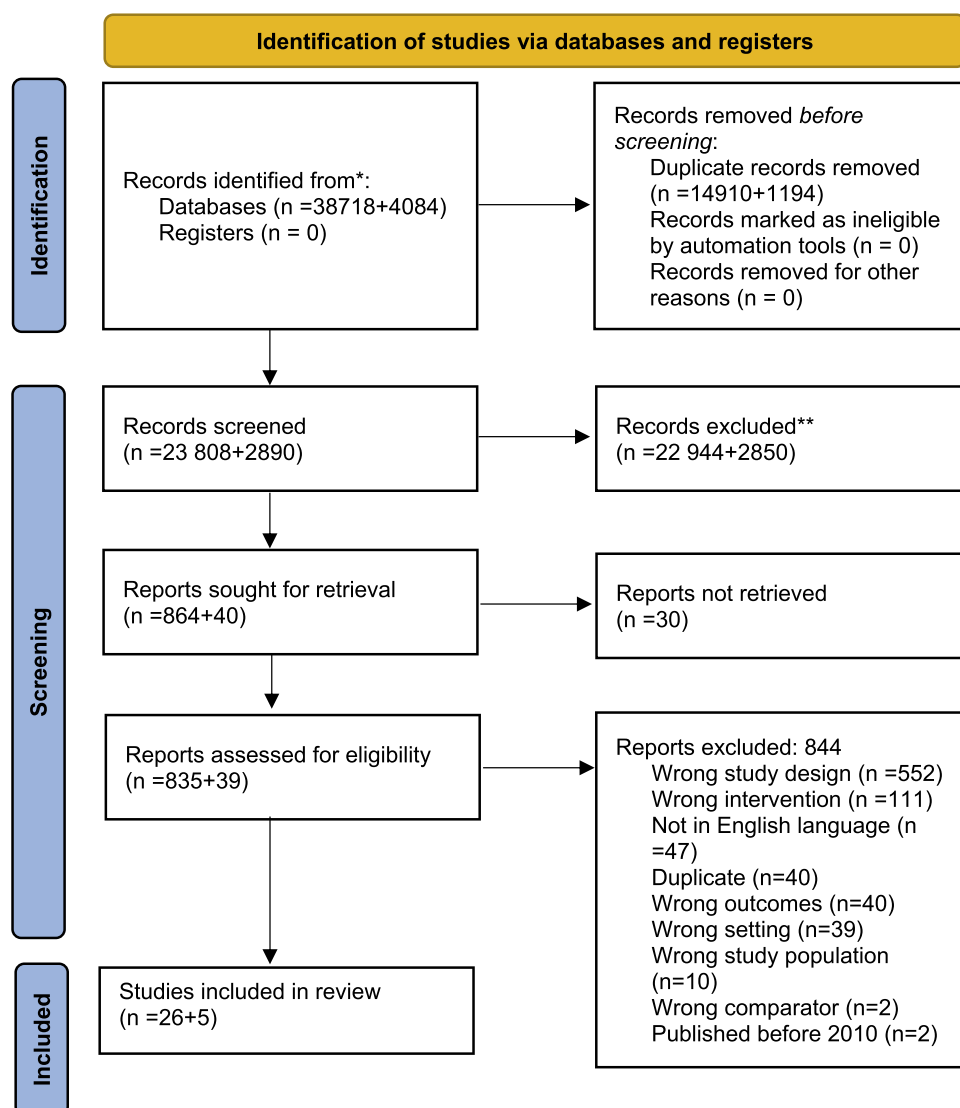 Identification of studies via databases and registers
Identification
Records identified from*:
Databases (n =38718+4084)
Registers (n = 0)
Records removed before
screening:
Duplicate records removed
(n =14910+1194)
Records marked as ineligible
by automation tools (n = 0)
Records removed for other
reasons (n = 0)
Screening
Records screened
(n =23 808+2890)
Records excluded**
(n =22 944+2850)
Reports sought for retrieval
(n =864+40)
Reports not retrieved
(n =30)
Reports assessed for eligibility
(n =835+39)
Reports excluded: 844
Wrong study design (n =552)
Wrong intervention (n =111)
Not in English language (n
=47)
Duplicate (n=40)
Wrong outcomes (n=40)
Wrong setting (n=39)
Wrong study population
(n=10)
Wrong comparator (n=2)
Published before 2010 (n=2)
Included
Studies included in review
(n =26+5)